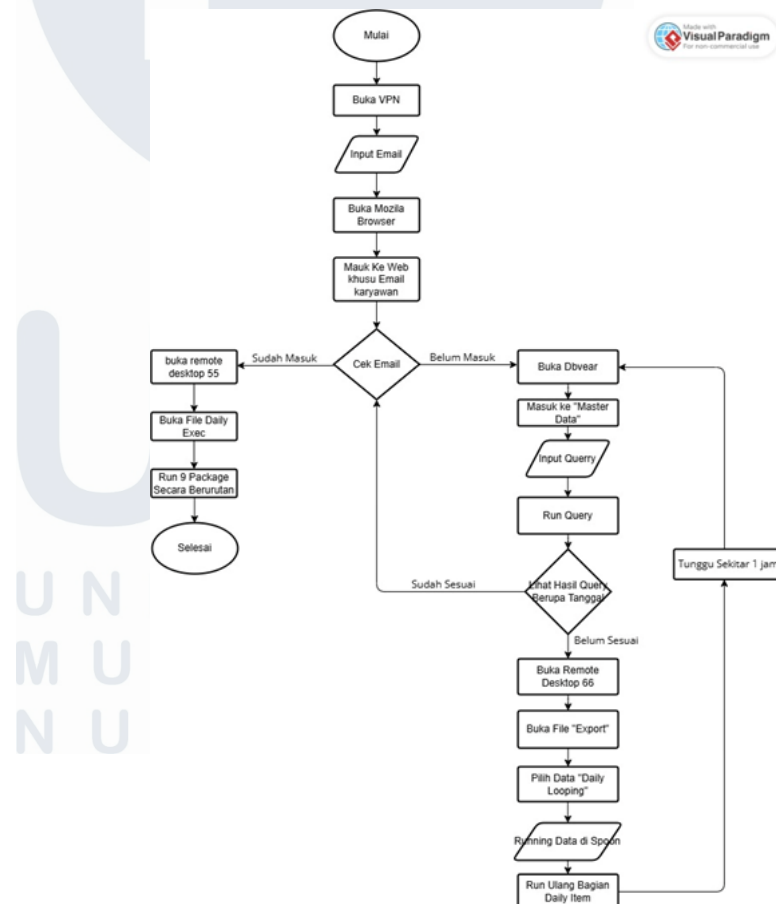 Made with
Visual Paradigm
For non-commercial use
Mulai
Buka VPN
Input Email
Buka Mozila
Browser
Mauk Ke Web
khusu Email
karyawan
Cek Email
Sudah Masuk
Belum Masuk
buka remote
desktop 55
Buka File Daily
Exec
Run 9 Package
Secara Berurutan
Selesai
Buka Dbvear
Masuk ke "Master
Data"
Input Querry
Run Query
Lihat Hasil Query
Berupa Tanggal
Sudah Sesuai
Belum Sesuai
Tunggu Sekitar 1 jam
Buka Remote
Desktop 66
Buka File "Export"
Pilih Data "Daily
Looping"
Running Data di Spoon
Run Ulang Bagian
Daily Item
U N
M U
N U